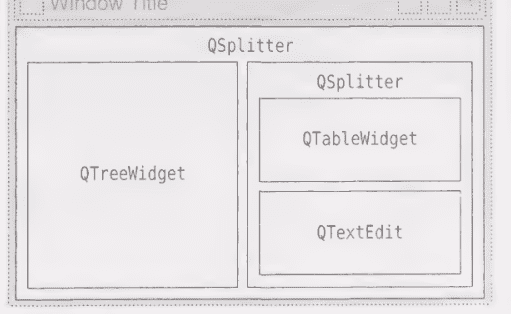 Window Title
QSplitter
QSplitter
QTableWidget
QTreeWidget
QTextEdit